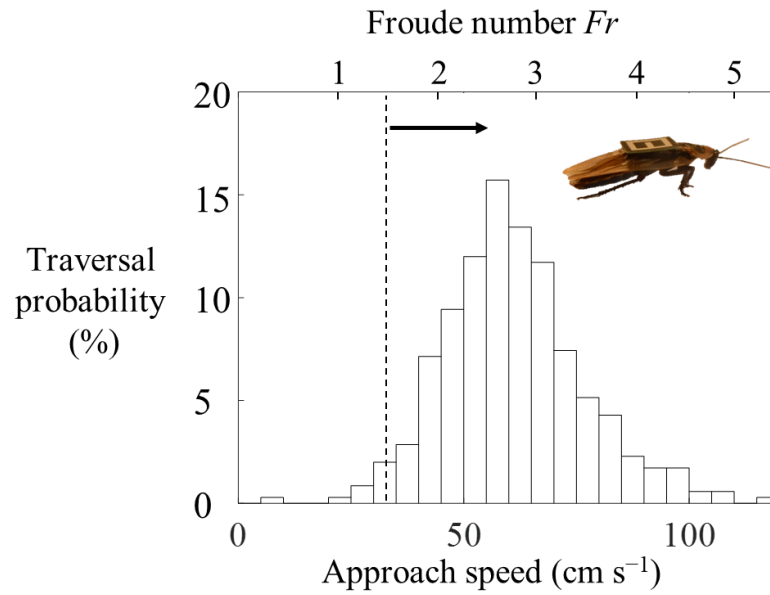 Froude number Fr
1 2 3 4 5
20
15
Traversal
probability
(%)
10
5
0
0 50 100
Approach speed (cm s⁻¹)